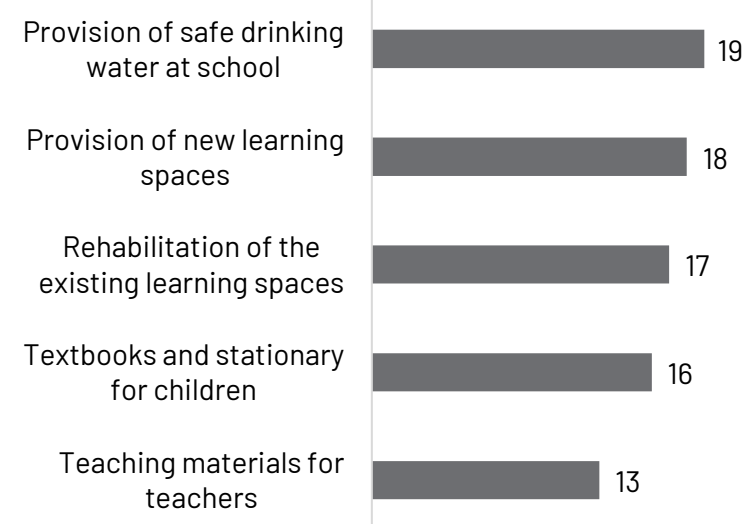 Provision of safe drinking
water at school
19
Provision of new learning
spaces
18
Rehabilitation of the
existing learning spaces
17
Textbooks and stationary
for children
16
Teaching materials for
teachers
13